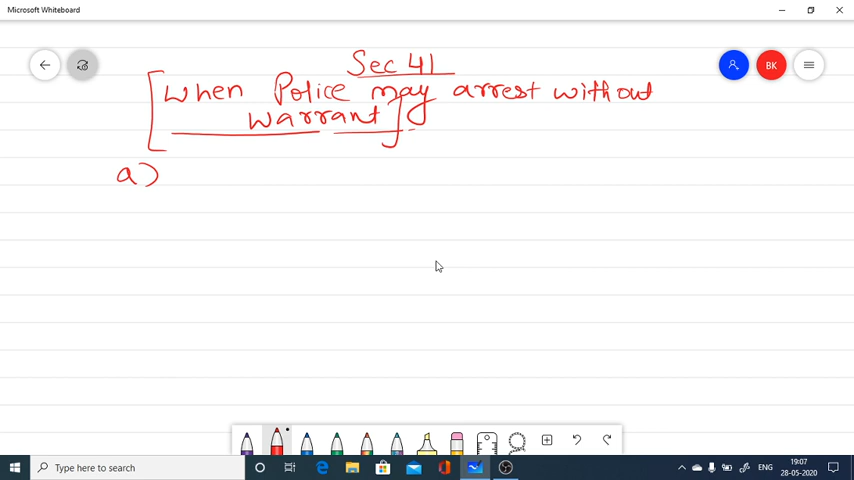 Microsoft Whiteboard
Sec 41
BK
When Police may arrest without
warrant
a)
Type here to search
ENG
19:07
28-05-2020